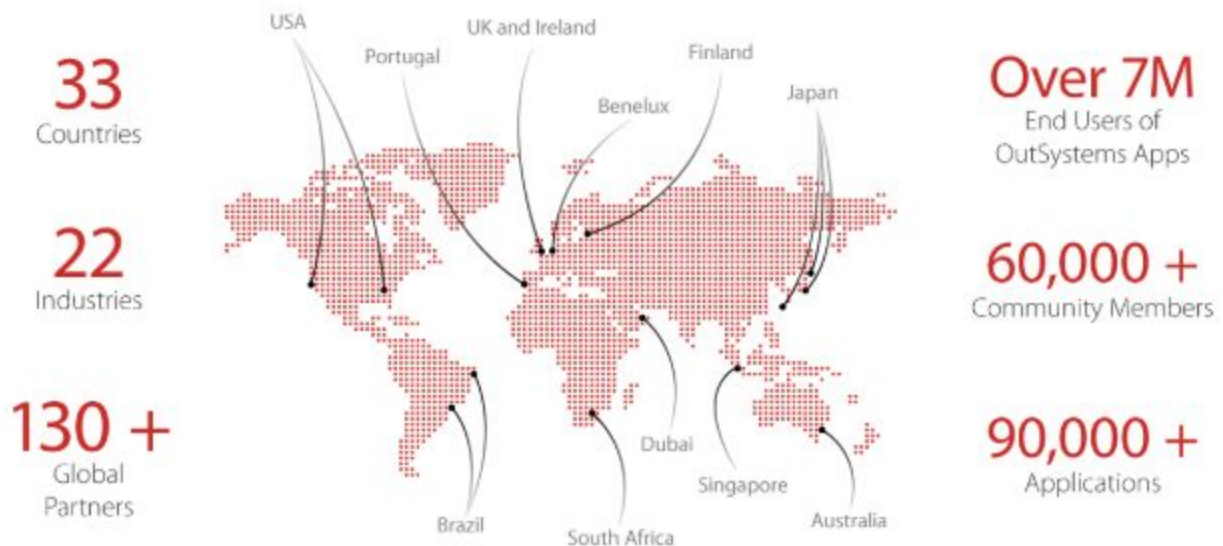 USA
UK and Ireland
Portugal
Finland
Benelux
Japan
33
Countries
22
Industries
130 +
Global
Partners
Over 7M
End Users of
OutSystems Apps
60,000 +
Community Members
90,000 +
Applications
Dubai
Singapore
Brazil
South Africa
Australia